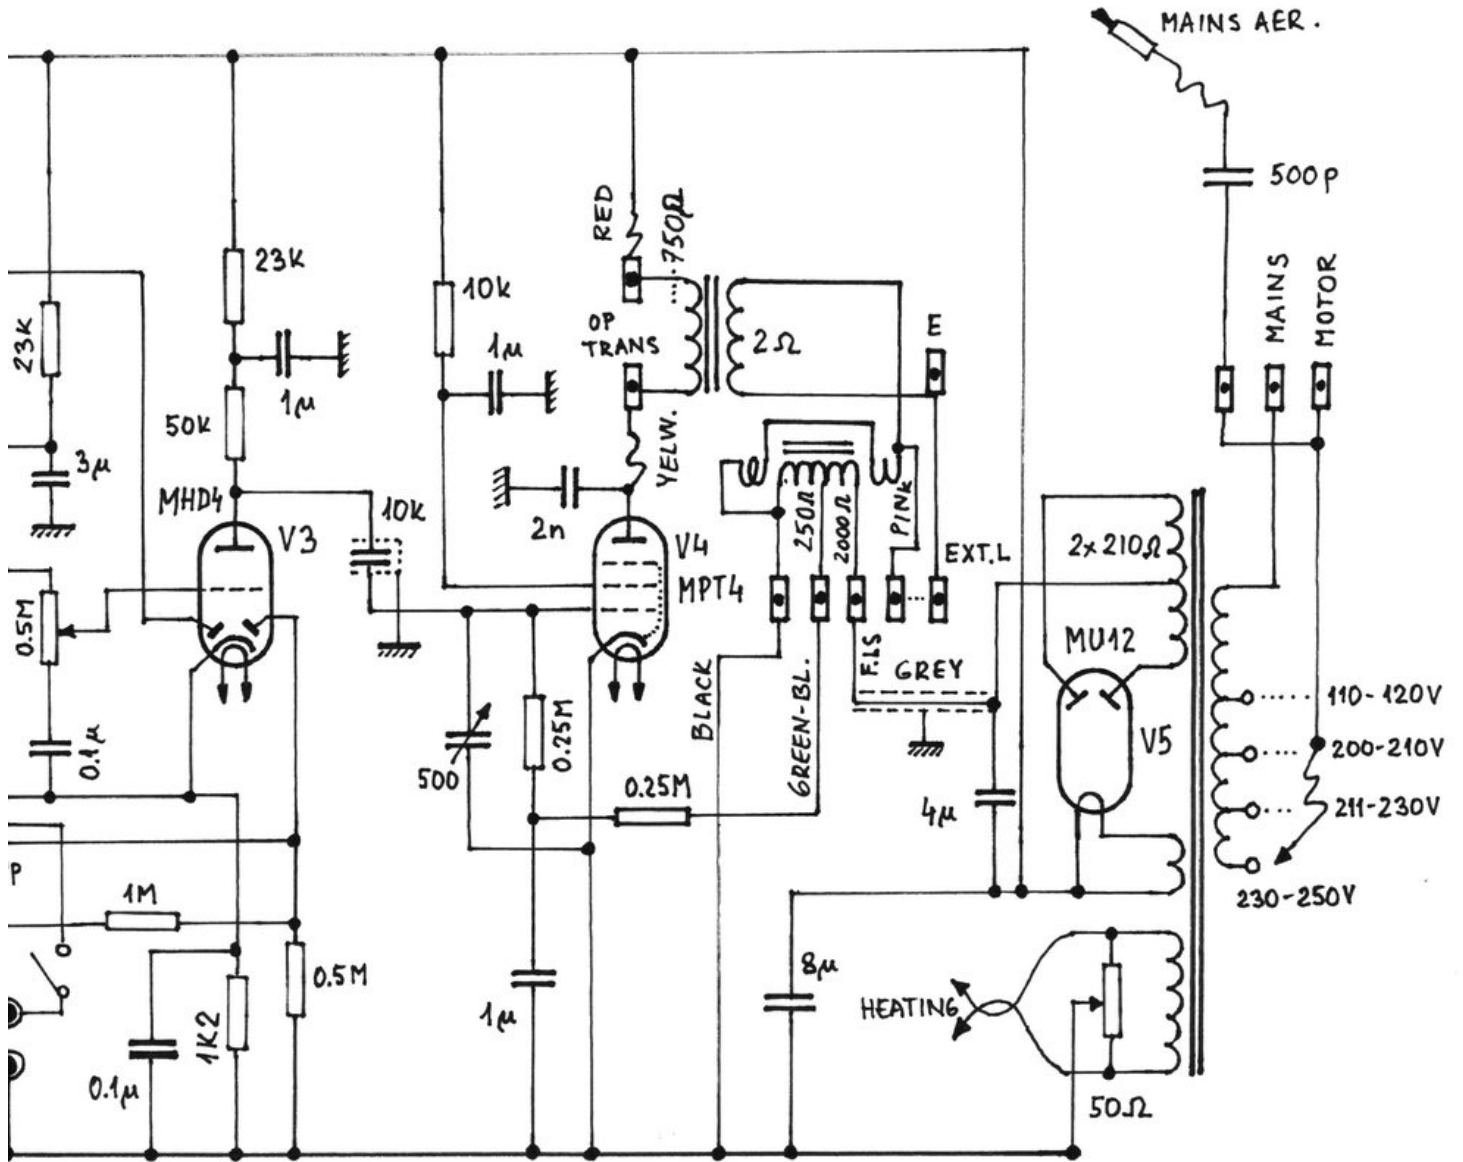 MAINS AER.
500p
MAINS
MOTOR
RED
750Ω
23K
10k
23K
OP
TRANS
1µ
2Ω
E
1µ
50K
YELW.
3µ
MHD4
10k
V3
2n
V4
MPT4
250Ω
2000Ω
PINK
EXT.L
2x210Ω
0.5M
MU12
V5
BLACK
GREEN-BL.
F.LS
GREY
110-120V
200-210V
211-230V
230-250V
0.1µ
500
0.25M
0.25M
4µ
P
1M
0.5M
1K2
0.1µ
1µ
8µ
HEATING
50Ω